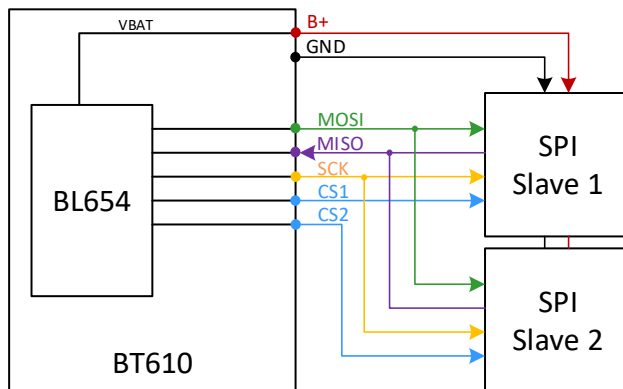 VBAT
B+
GND
MOSI
MISO
SCK
CS1
CS2
BL654
BT610
SPI
Slave 1
SPI
Slave 2